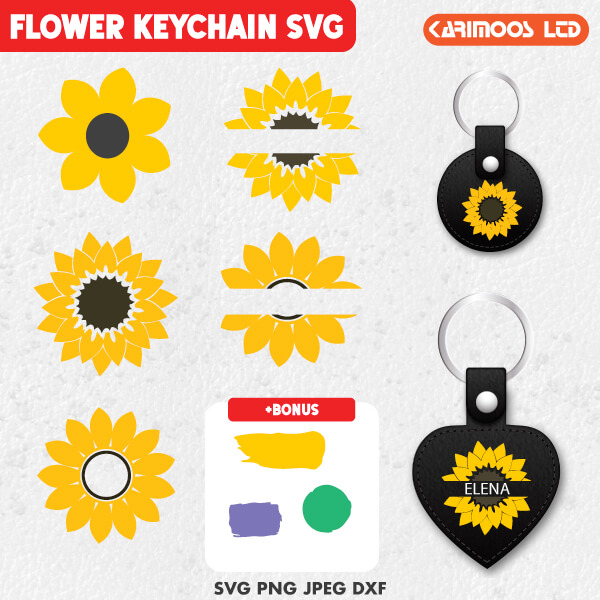 FLOWER KEYCHAIN SVG
KARIMOOS LTD
+BONUS
ELENA
SVG PNG JPEG DXF